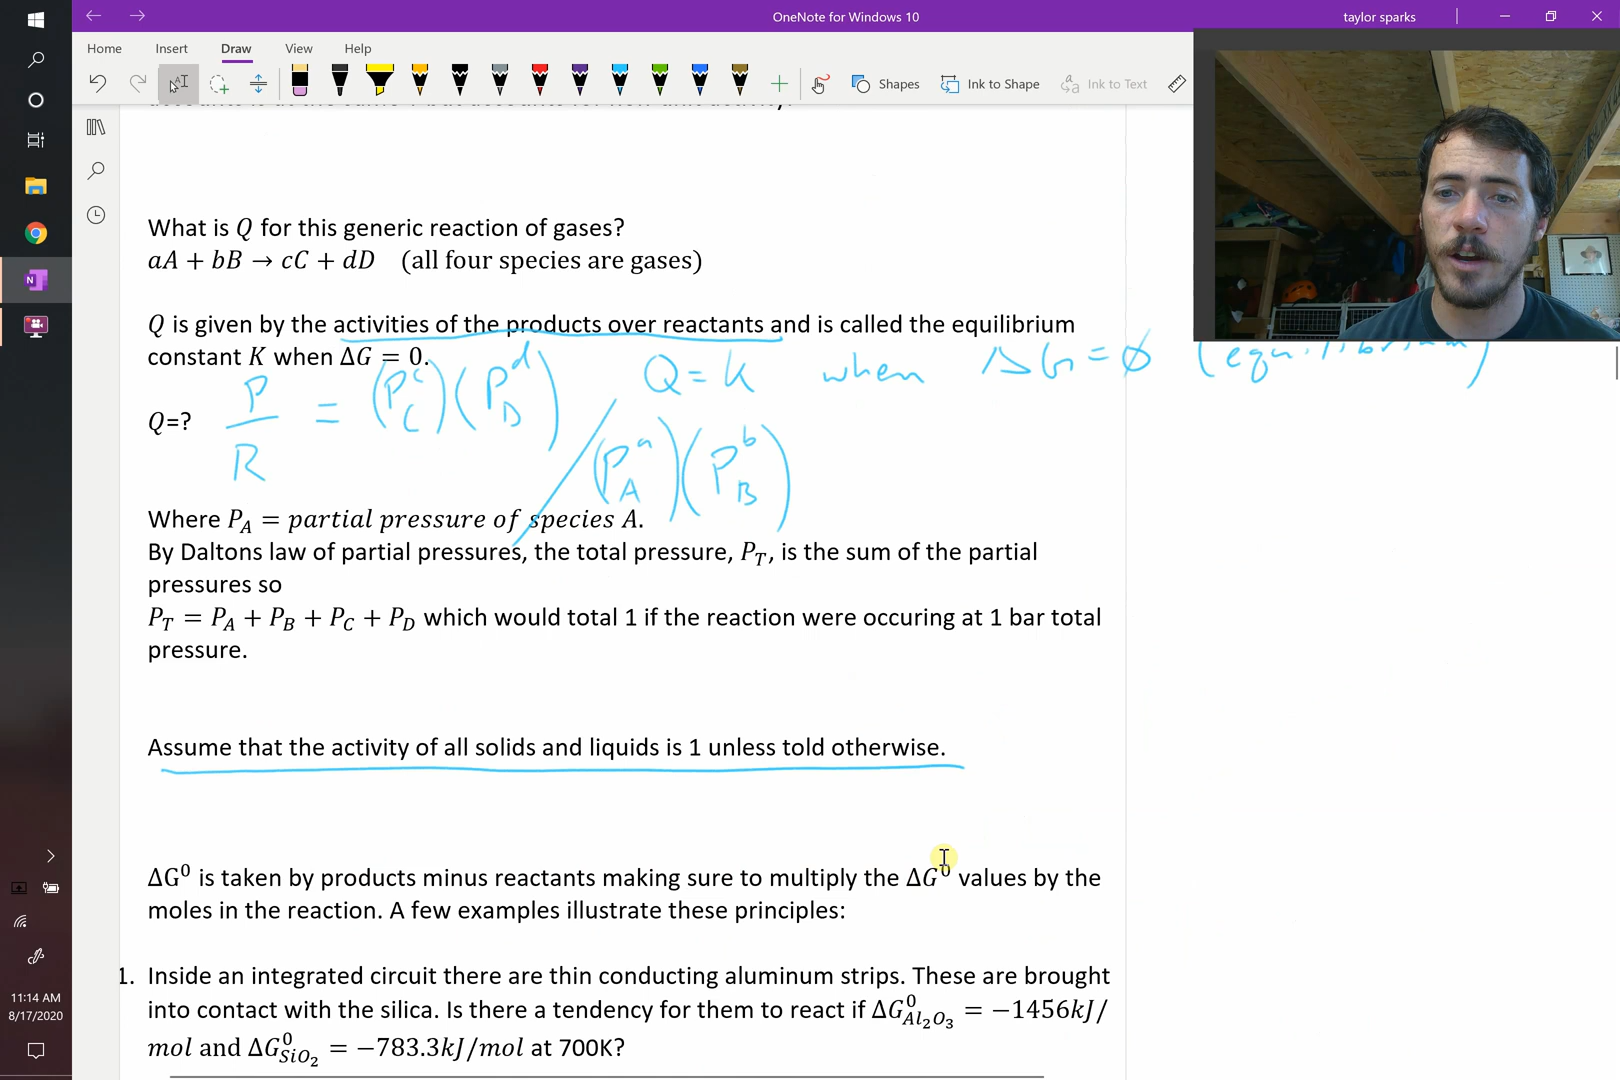 OneNote for Windows 10
taylor sparks
Home Insert Draw View Help
Shapes Ink to Shape Ink to Text
What is Q for this generic reaction of gases?
aA + bB → cC + dD (all four species are gases)
Q is given by the activities of the products over reactants and is called the equilibrium
constant K when ΔG = 0.
Q = K when ΔG = 0 (equilibrium)
Q=? P/R = (P_C^c)(P_D^d) / (P_A^a)(P_B^b)
Where P_A = partial pressure of species A.
By Daltons law of partial pressures, the total pressure, P_T, is the sum of the partial
pressures so
P_T = P_A + P_B + P_C + P_D which would total 1 if the reaction were occuring at 1 bar total
pressure.
Assume that the activity of all solids and liquids is 1 unless told otherwise.
ΔG⁰ is taken by products minus reactants making sure to multiply the ΔG⁰ values by the
moles in the reaction. A few examples illustrate these principles:
1. Inside an integrated circuit there are thin conducting aluminum strips. These are brought
into contact with the silica. Is there a tendency for them to react if ΔG⁰_Al₂O₃ = −1456kJ/
mol and ΔG⁰_SiO₂ = −783.3kJ/mol at 700K?
11:14 AM
8/17/2020